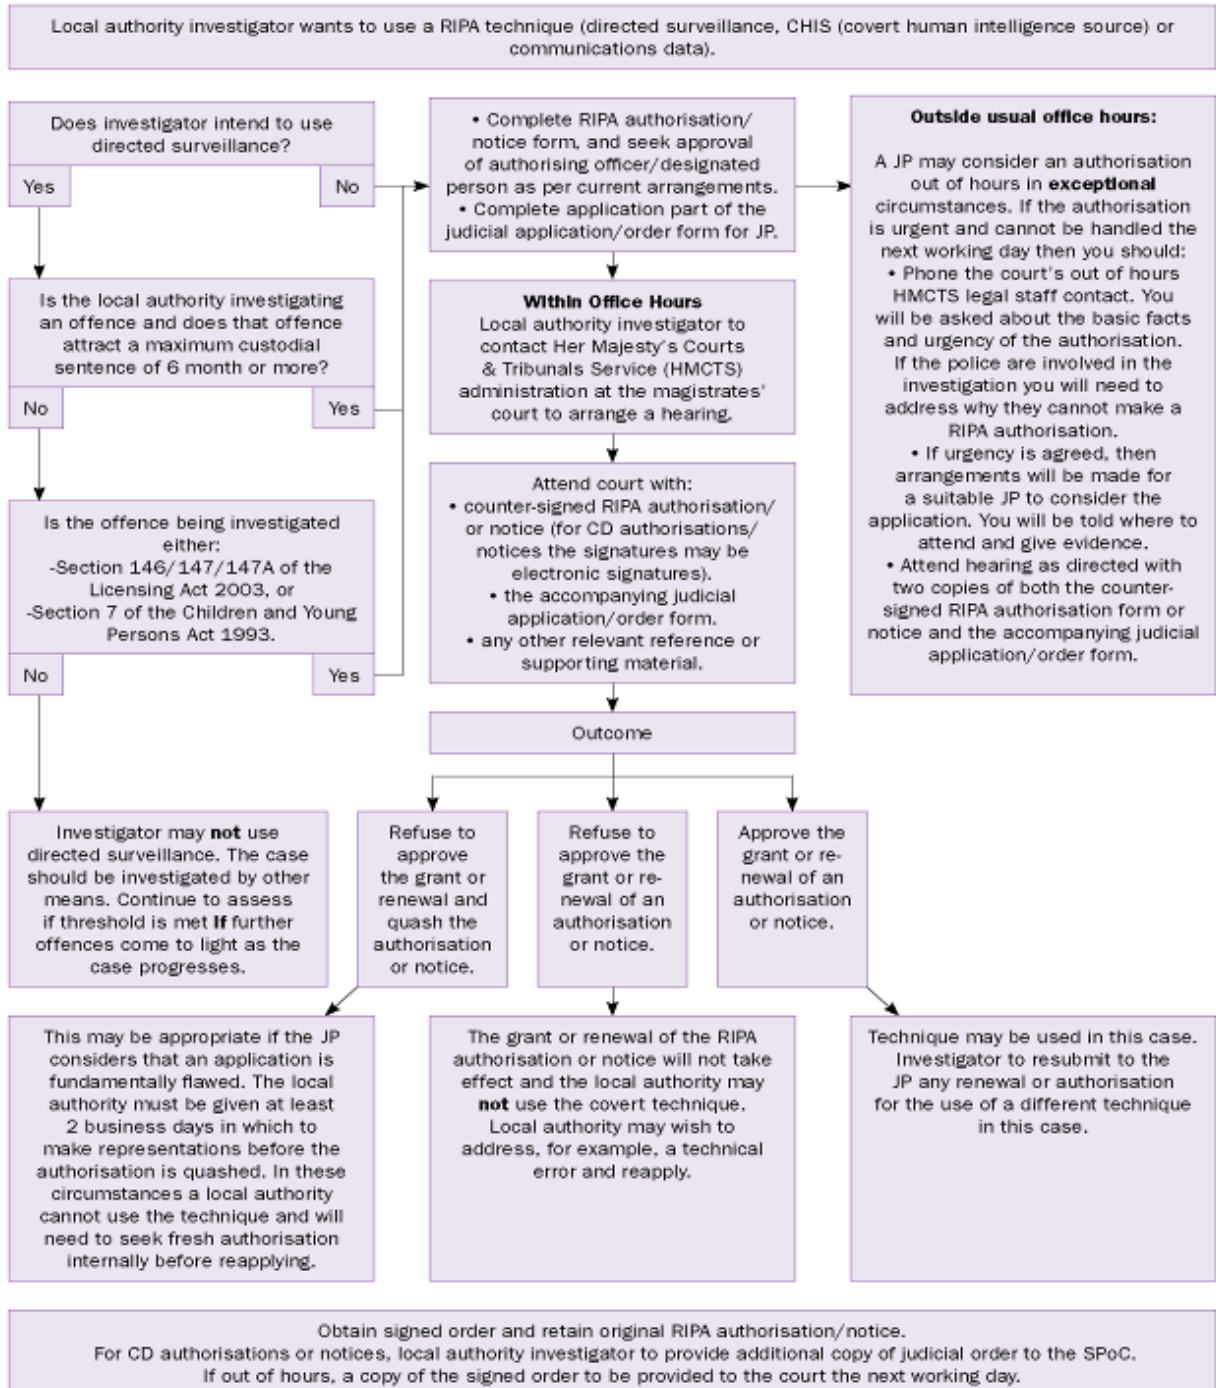 Local authority investigator wants to use a RIPA technique (directed surveillance, CHIS (covert human intelligence source) or
communications data).
Does investigator intend to use
directed surveillance?
Yes
No
Is the local authority investigating
an offence and does that offence
attract a maximum custodial
sentence of 6 month or more?
No
Yes
Is the offence being investigated
either:
-Section 146/147/147A of the
Licensing Act 2003, or
-Section 7 of the Children and Young
Persons Act 1993.
No
Yes
Investigator may not use
directed surveillance. The case
should be investigated by other
means. Continue to assess
if threshold is met if further
offences come to light as the
case progresses.
• Complete RIPA authorisation/
notice form, and seek approval
of authorising officer/designated
person as per current arrangements.
• Complete application part of the
judicial application/order form for JP.
Within Office Hours
Local authority investigator to
contact Her Majesty's Courts
& Tribunals Service (HMCTS)
administration at the magistrates'
court to arrange a hearing.
Attend court with:
• counter-signed RIPA authorisation/
or notice (for CD authorisations/
notices the signatures may be
electronic signatures).
• the accompanying judicial
application/order form.
• any other relevant reference or
supporting material.
Outside usual office hours:
A JP may consider an authorisation
out of hours in exceptional
circumstances. If the authorisation
is urgent and cannot be handled the
next working day then you should:
• Phone the court's out of hours
HMCTS legal staff contact. You
will be asked about the basic facts
and urgency of the authorisation.
If the police are involved in the
investigation you will need to
address why they cannot make a
RIPA authorisation.
• If urgency is agreed, then
arrangements will be made for
a suitable JP to consider the
application. You will be told where to
attend and give evidence.
• Attend hearing as directed with
two copies of both the counter-
signed RIPA authorisation form or
notice and the accompanying judicial
application/order form.
Outcome
Refuse to
approve
the grant or
renewal and
quash the
authorisation
or notice.
Refuse to
approve the
grant or re-
newal of an
authorisation
or notice.
Approve the
grant or re-
newal of an
authorisation
or notice.
This may be appropriate if the JP
considers that an application is
fundamentally flawed. The local
authority must be given at least
2 business days in which to
make representations before the
authorisation is quashed. In these
circumstances a local authority
cannot use the technique and will
need to seek fresh authorisation
internally before reapplying.
The grant or renewal of the RIPA
authorisation or notice will not take
effect and the local authority may
not use the covert technique.
Local authority may wish to
address, for example, a technical
error and reapply.
Technique may be used in this case.
Investigator to resubmit to the
JP any renewal or authorisation
for the use of a different technique
in this case.
Obtain signed order and retain original RIPA authorisation/notice.
For CD authorisations or notices, local authority investigator to provide additional copy of judicial order to the SPoC.
If out of hours, a copy of the signed order to be provided to the court the next working day.